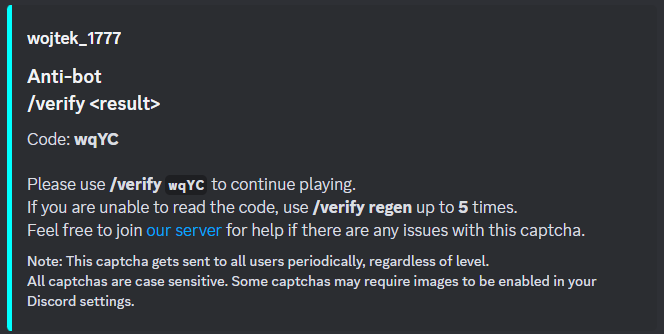 wojtek_1777
Anti-bot
/verify <result>
Code: wqYC
Please use /verify wqYC to continue playing.
If you are unable to read the code, use /verify regen up to 5 times.
Feel free to join our server for help if there are any issues with this captcha.
Note: This captcha gets sent to all users periodically, regardless of level.
All captchas are case sensitive. Some captchas may require images to be enabled in your
Discord settings.